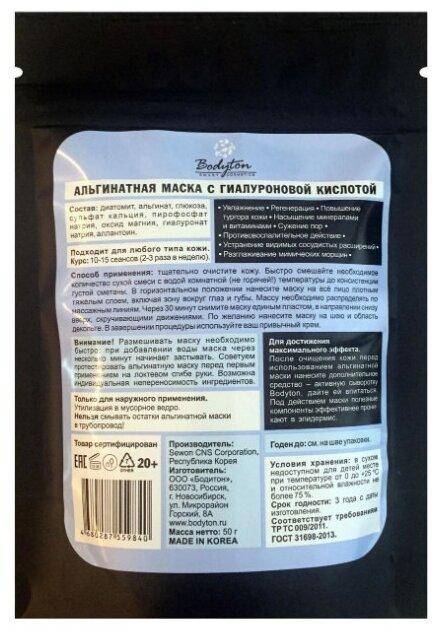 Bodyton
АЛЬГИНАТНАЯ МАСКА С ГИАЛУРОНОВОЙ КИСЛОТОЙ
Состав: диатомит, альгинат, глюкоза,
сульфат кальция, пирофосфат
натрия, оксид магния, гиалуронат
натрия, аллантоин.
Подходит для любого типа кожи.
Курс: 10-15 сеансов (2-3 раза в неделю).
• Увлажнение • Регенерация • Повышение
тургора кожи • Насыщение минералами
и витаминами • Сужение пор •
• Противовоспалительное действие •
• Устранение видимых сосудистых расширений •
• Разглаживание мимических морщин •
Способ применения: тщательно очистите кожу. Быстро смешайте необходимое
количество сухой смеси с водой комнатной (не горячей!) температуры до консистенции
густой сметаны. В горизонтальном положении нанесите маску на всё лицо плотным
тяжёлым слоем, включая зону вокруг глаз и губы. Массу необходимо распределять по
массажным линиям. Через 30 минут снимите маску единым пластом, в направлении снизу
вверх, скручивающими движениями. По желанию нанесите маску на шею и область
декольте. В завершении процедуры используйте ваш привычный крем.
Внимание! Размешивать маску необходимо
быстро: при добавлении воды маска через
несколько минут начинает застывать. Советуем
протестировать альгинатную маску перед первым
применением на локтевом сгибе руки. Возможна
индивидуальная непереносимость ингредиентов.
Только для наружного применения.
Утилизация в мусорное ведро.
Нельзя смывать остатки альгинатной маски
в трубопровод!
Для достижения
максимального эффекта.
После очищения кожи перед
использованием альгинатной
маски нанесите дополнительное
средство – активную сыворотку
Bodyton, дайте ей впитаться.
Под действием маски полезные
компоненты эффективнее проникают
в эпидермис.
Товар сертифицирован
EAC
20+
4680287559840
Производитель:
Sewon CNS Corporation,
Республика Корея
Изготовитель:
ООО «Бодитон»,
630073, Россия,
г. Новосибирск,
ул. Микрорайон
Горский, 8А
www.bodyton.ru
Масса нетто: 50 г
MADE IN KOREA
Годен до: см. на шве упаковки.
Условия хранения: в сухом
недоступном для детей месте
при температуре от 0 до +25 °С
и относительной влажности не
более 75 %.
Срок годности: 3 года с даты
изготовления.
Соответствует требованиям
ТР ТС 009/2011.
ГОСТ 31698-2013.